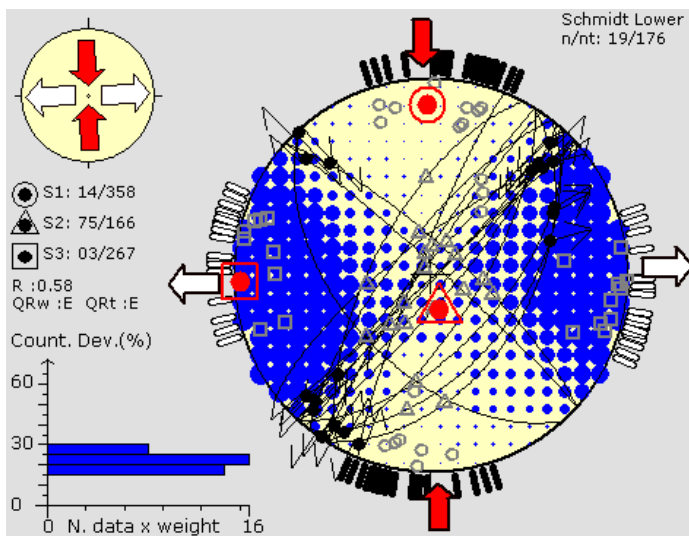 Schmidt Lower
n/nt: 19/176
S1: 14/358
S2: 75/166
S3: 03/267
R :0.58
QRw :E QRt :E
Count. Dev.(%)
60
30
0
0 N. data x weight 16